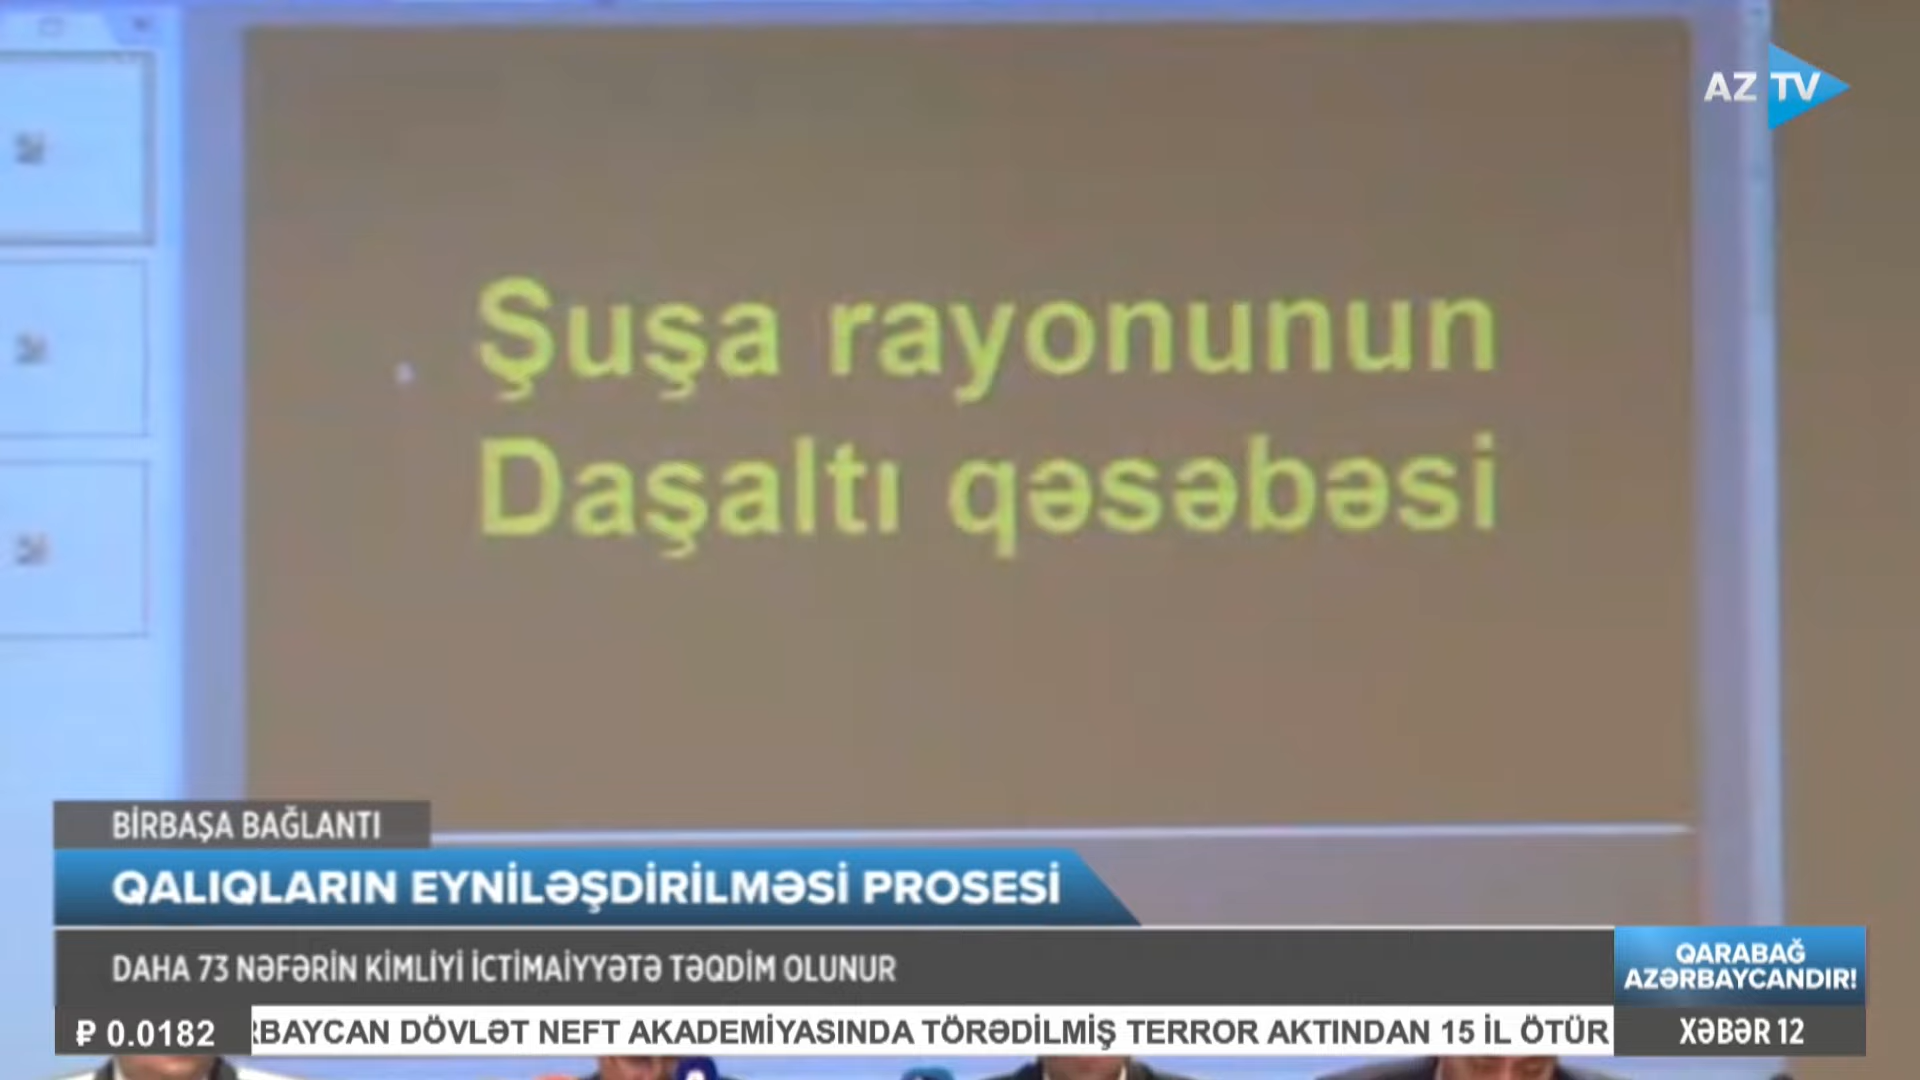 AZTV
Şuşa rayonunun
Daşaltı qəsəbəsi
BİRBAŞA BAĞLANTI
QALIQLARIN EYNİLƏŞDİRİLMƏSİ PROSESİ
DAHA 73 NƏFƏRİN KİMLİYİ İCTİMAİYYƏTƏ TƏQDİM OLUNUR
QARABAĞ
AZƏRBAYCANDIR!
₽ 0.0182
RBAYCAN DÖVLƏT NEFT AKADEMİYASINDA TÖRƏDİLMİŞ TERROR AKTINDAN 15 İL ÖTÜR
XƏBƏR 12